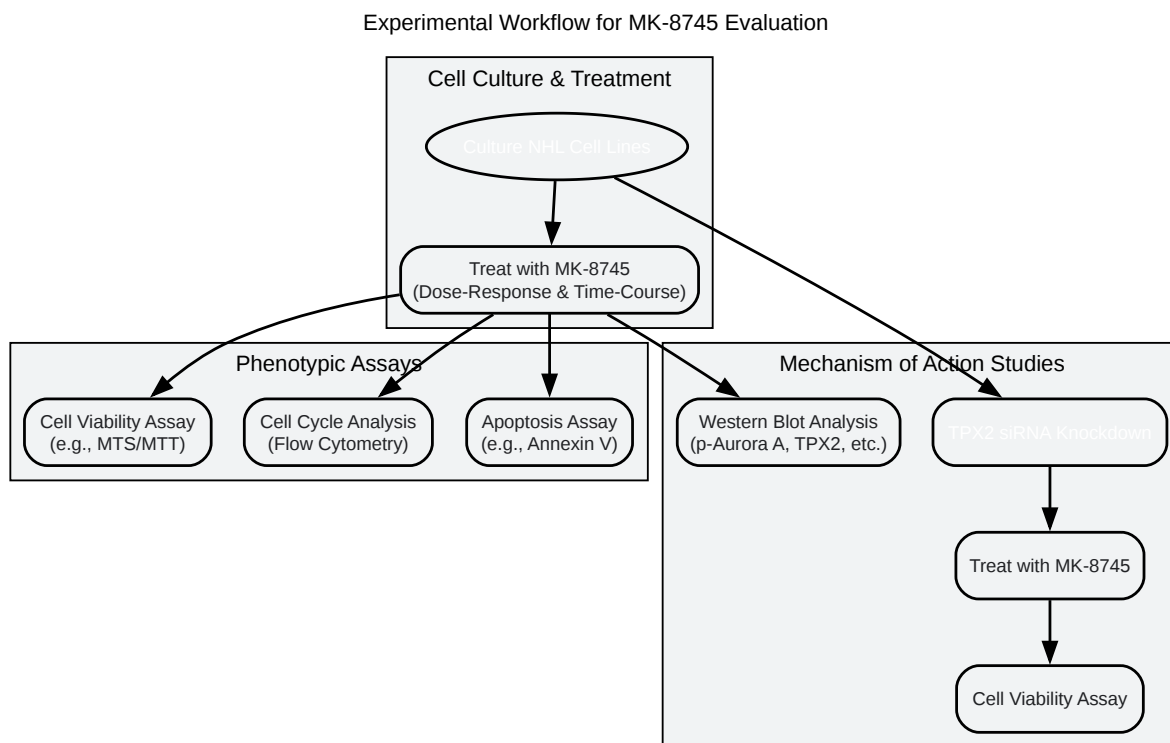 Experimental Workflow for MK-8745 Evaluation
Cell Culture & Treatment
Culture NHL Cell Lines
Treat with MK-8745
(Dose-Response & Time-Course)
Phenotypic Assays
Cell Viability Assay
(e.g., MTS/MTT)
Cell Cycle Analysis
(Flow Cytometry)
Apoptosis Assay
(e.g., Annexin V)
Mechanism of Action Studies
Western Blot Analysis
(p-Aurora A, TPX2, etc.)
TPX2 siRNA Knockdown
Treat with MK-8745
Cell Viability Assay